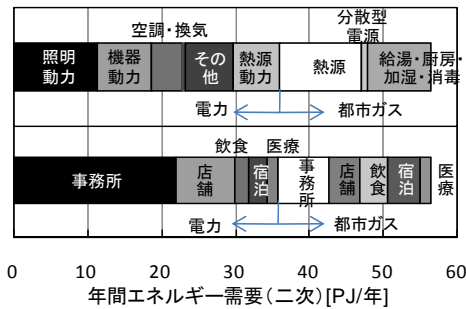 空調・換気
分散型
電源
照明
動力
機器
動力
その
他
熱源
動力
熱源
給湯・厨房・
加湿・消毒
電力
都市ガス
飲食 医療
事務所
店舗
宿泊
事務所
店舗
飲食
宿泊
医療
電力
都市ガス
0 10 20 30 40 50 60
年間エネルギー需要(二次)[PJ/年]